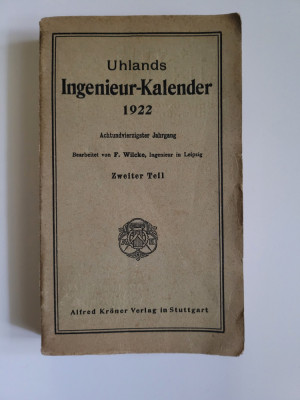 Uhlands
Ingenieur-Kalender
1922
Achtundvierzigster Jahrgang
Bearbeitet von F. Wilcke, Ingenieur in Leipzig
Zweiter Teil
Alfred Kröner Verlag in Stuttgart